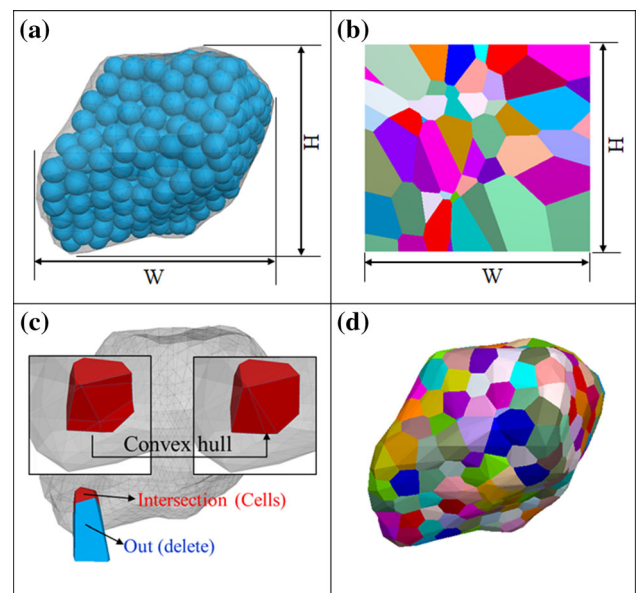 (a)
H
W
(b)
H
W
(c)
Convex hull
Intersection (Cells)
Out (delete)
(d)